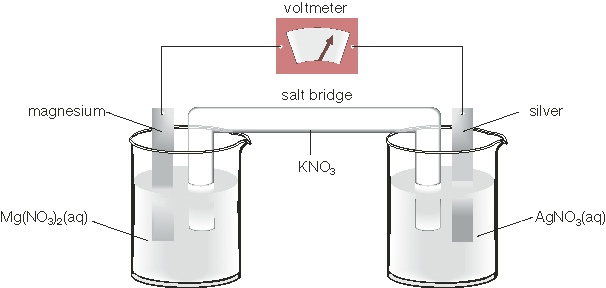 voltmeter
salt bridge
magnesium
silver
KNO₃
Mg(NO₃)₂(aq)
AgNO₃(aq)